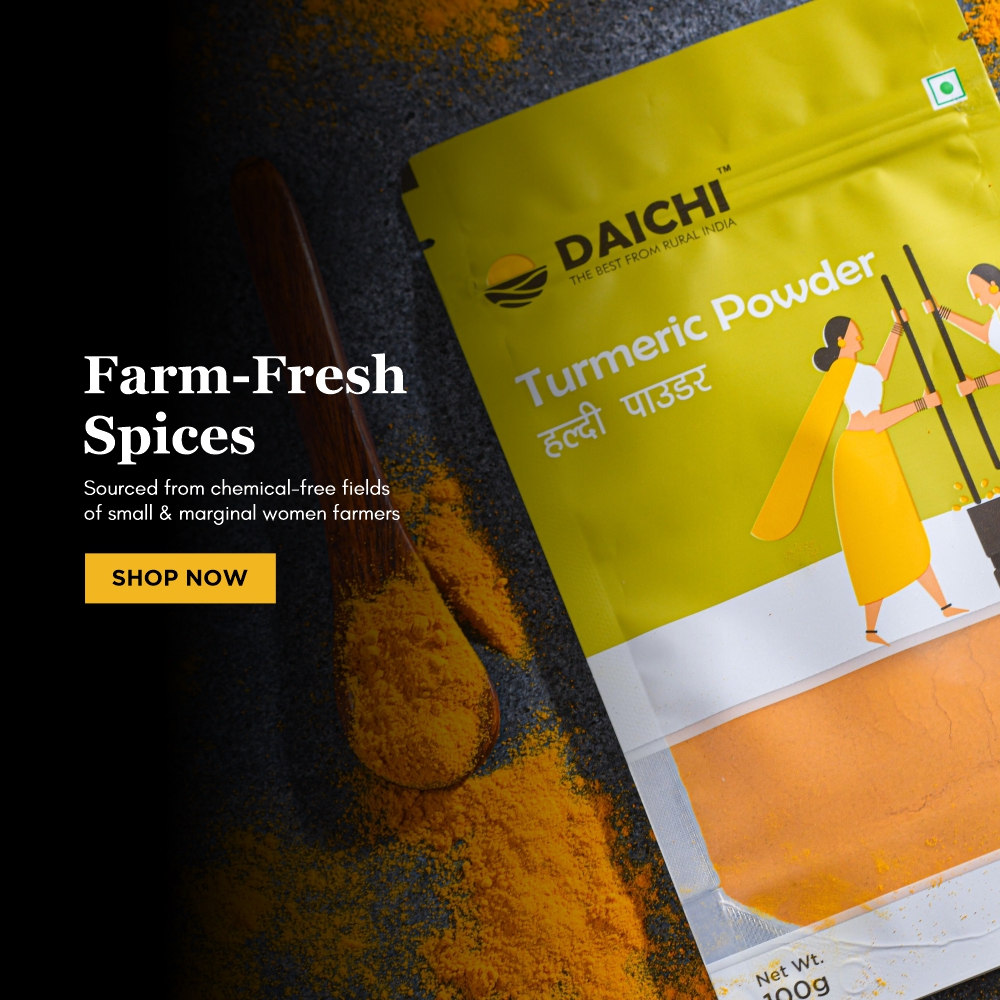 Farm-Fresh
Spices
Sourced from chemical-free fields
of small & marginal women farmers
SHOP NOW
DAICHI™
THE BEST FROM RURAL INDIA
Turmeric Powder
हल्दी पाउडर
Net Wt.
100g